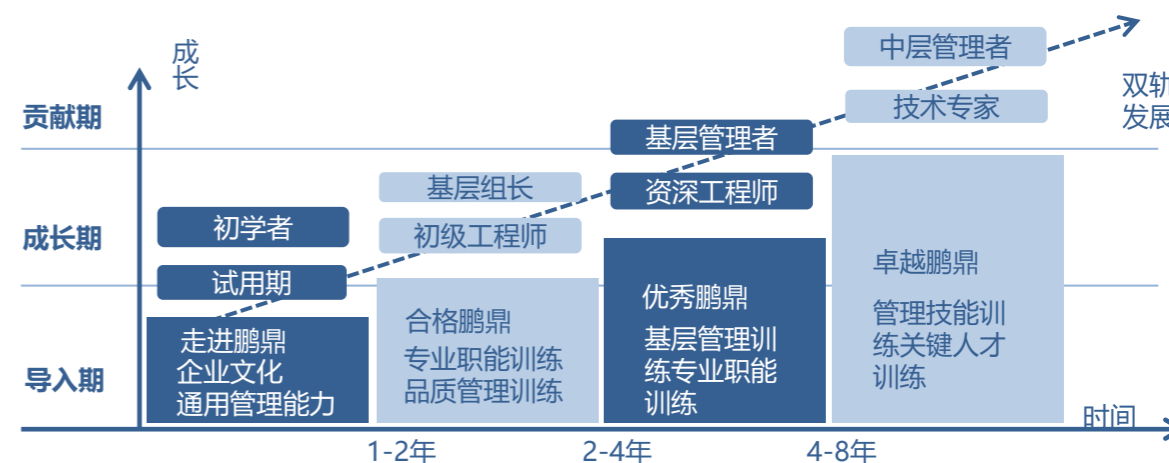 成
长
中层管理者
双轨
发展
技术专家
贡献期
基层管理者
基层组长
资深工程师
初学者
初级工程师
成长期
试用期
走进鹏鼎
企业文化
通用管理能力
合格鹏鼎
专业职能训练
品质管理训练
优秀鹏鼎
基层管理训
练专业职能
训练
卓越鹏鼎
管理技能训
练关键人才
训练
导入期
时间
1-2年
2-4年
4-8年